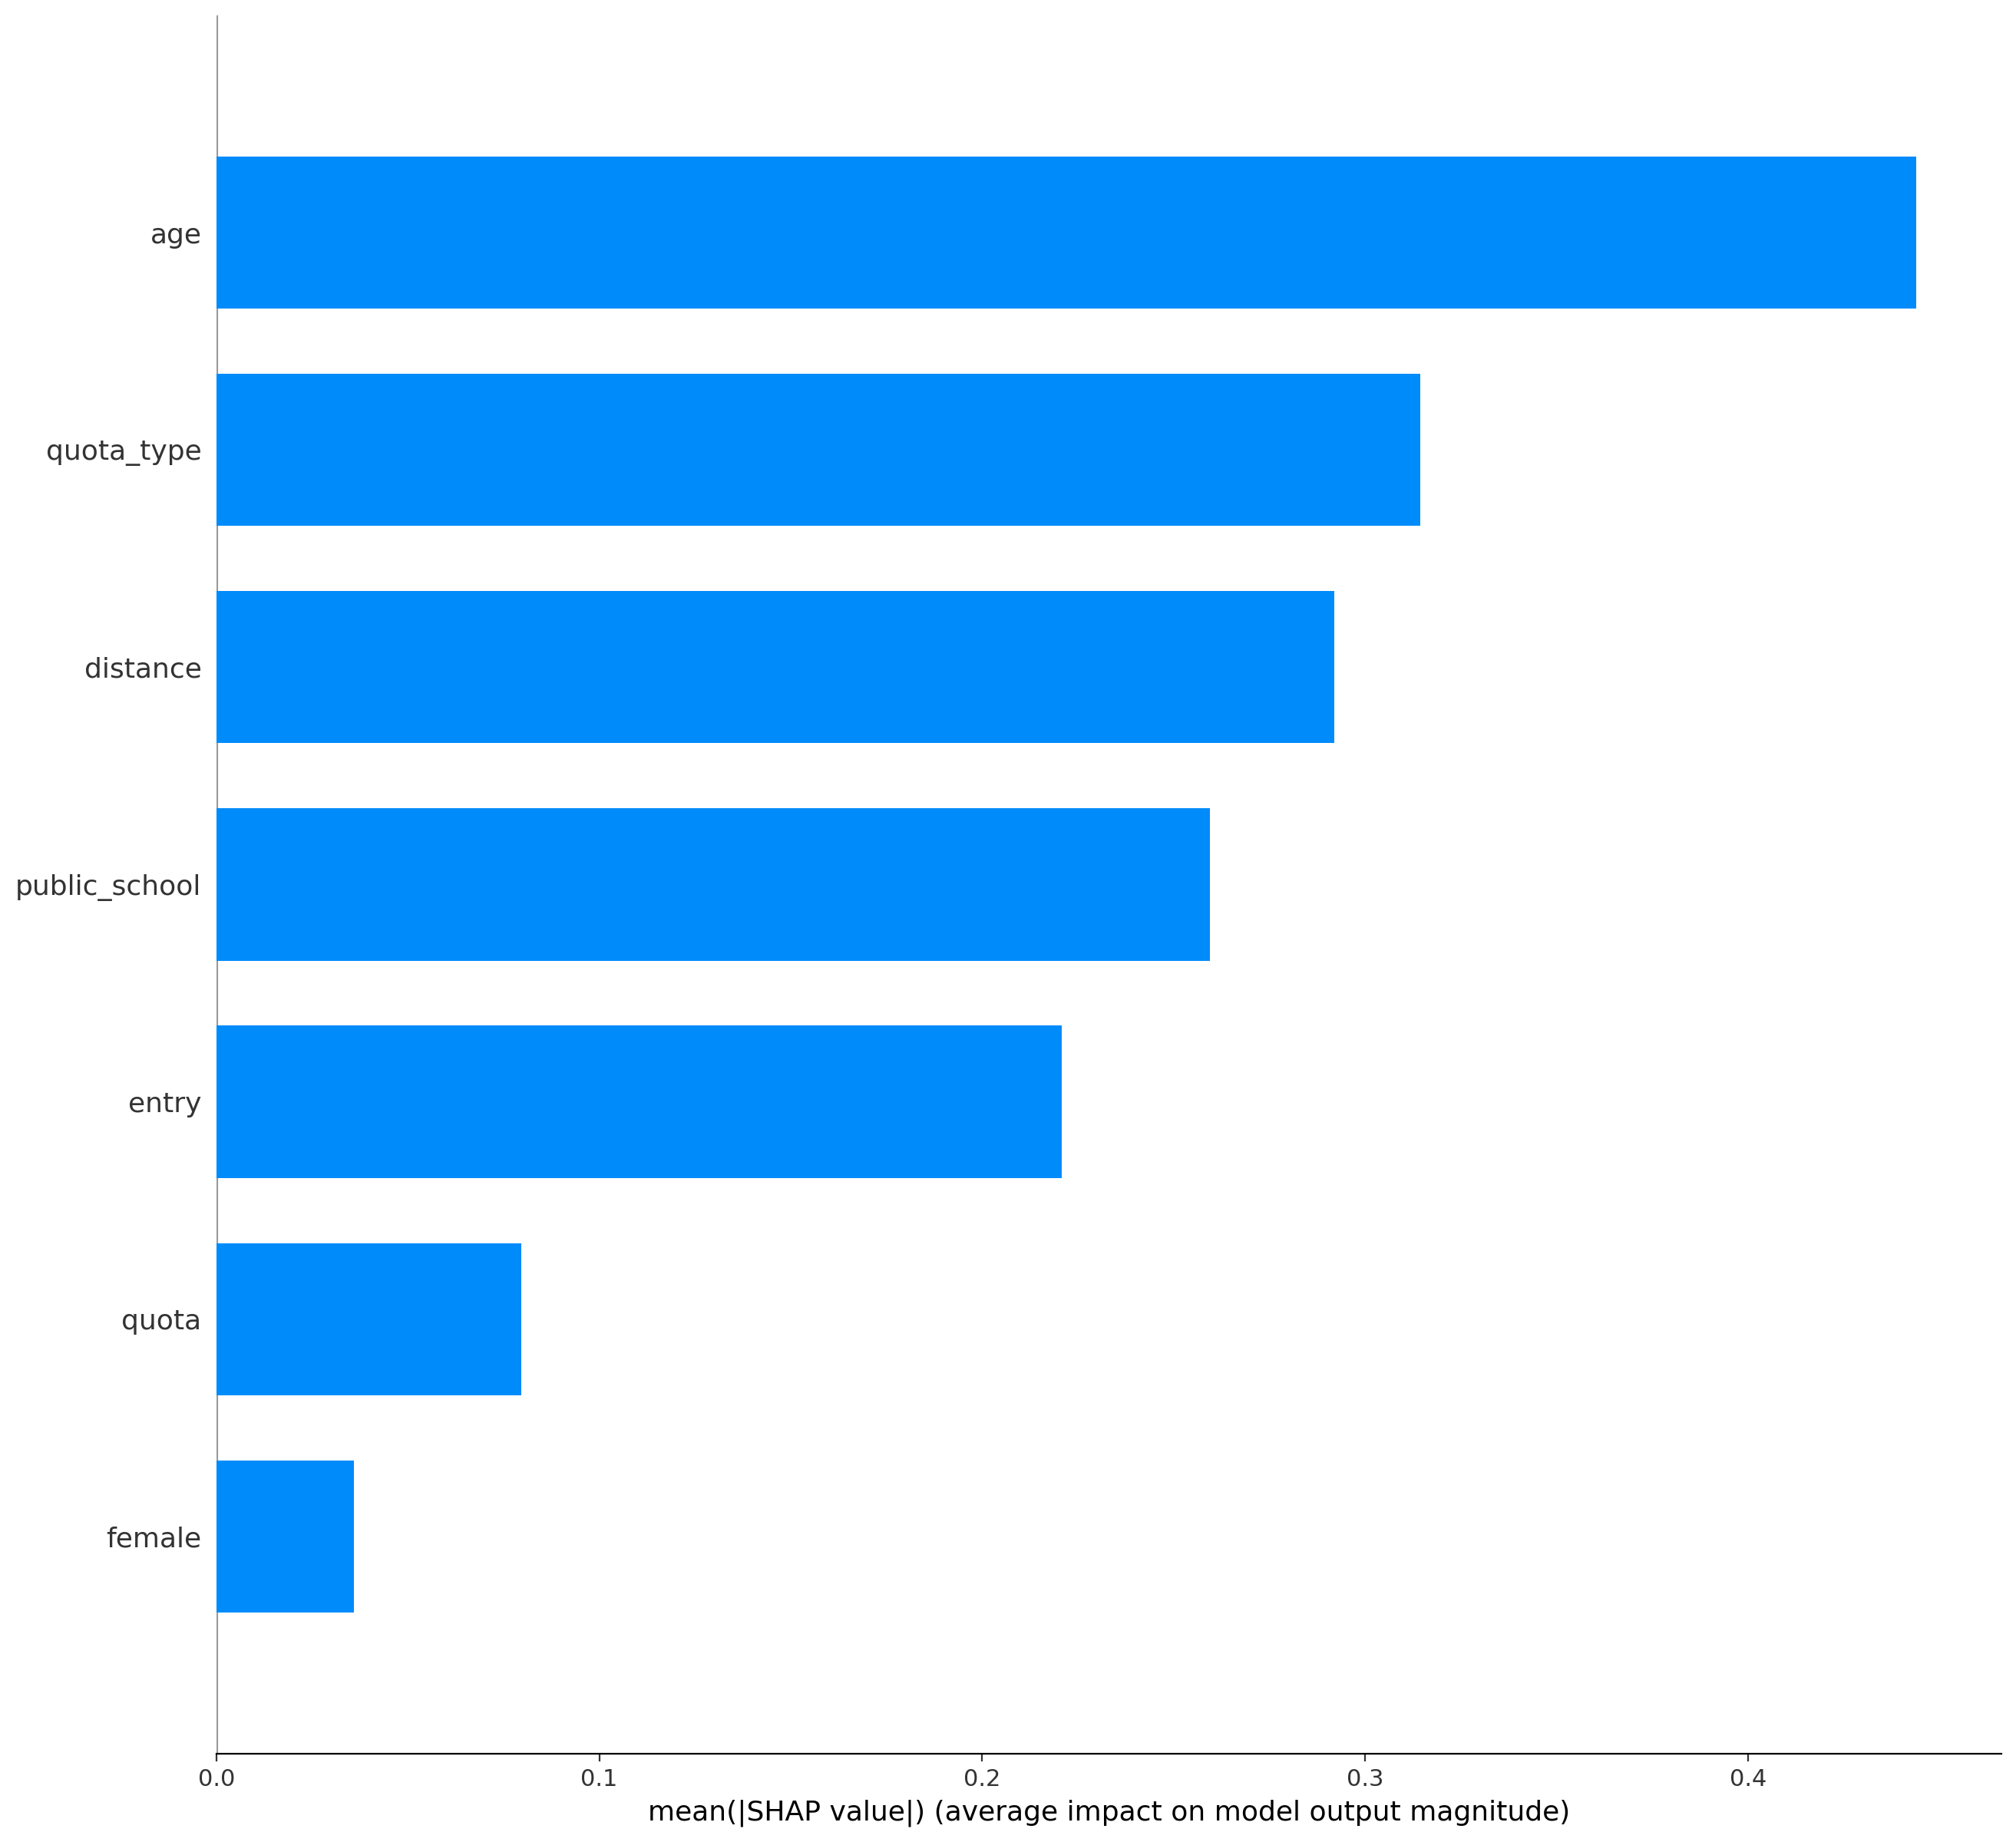 age
quota_type
distance
public_school
entry
quota
female
0.0 0.1 0.2 0.3 0.4
mean(|SHAP value|) (average impact on model output magnitude)